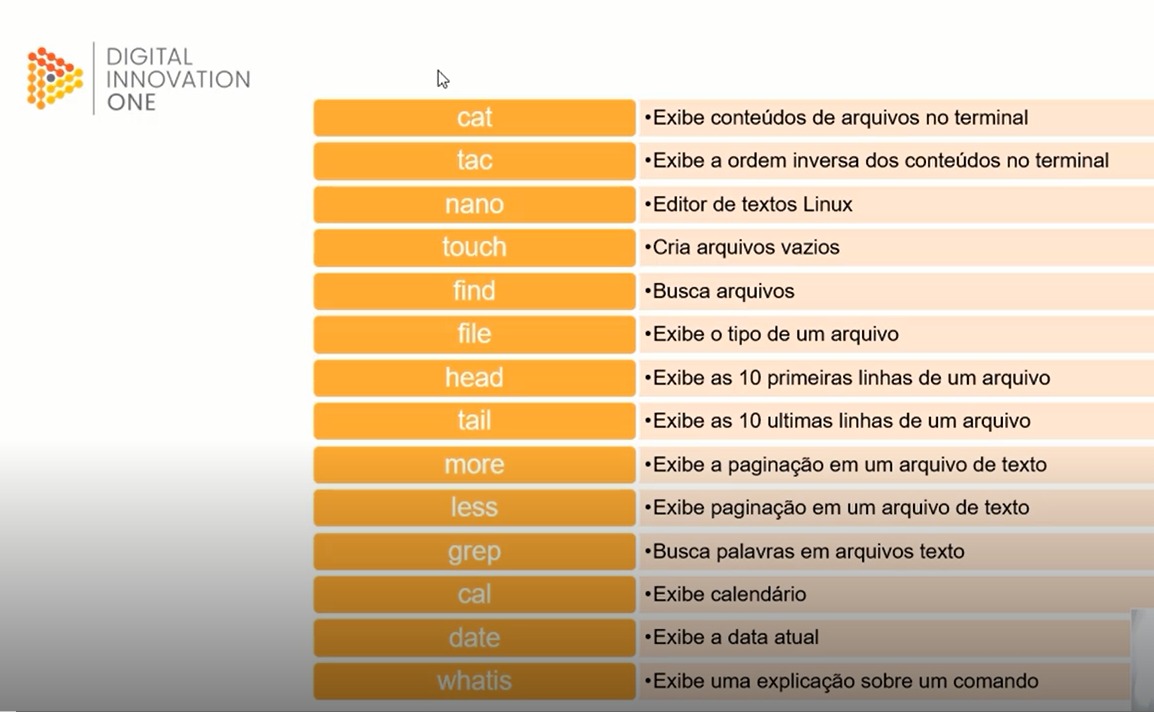 DIGITAL
INNOVATION
ONE
cat •Exibe conteúdos de arquivos no terminal
tac •Exibe a ordem inversa dos conteúdos no terminal
nano •Editor de textos Linux
touch •Cria arquivos vazios
find •Busca arquivos
file •Exibe o tipo de um arquivo
head •Exibe as 10 primeiras linhas de um arquivo
tail •Exibe as 10 ultimas linhas de um arquivo
more •Exibe a paginação em um arquivo de texto
less •Exibe paginação em um arquivo de texto
grep •Busca palavras em arquivos texto
cal •Exibe calendário
date •Exibe a data atual
whatis •Exibe uma explicação sobre um comando